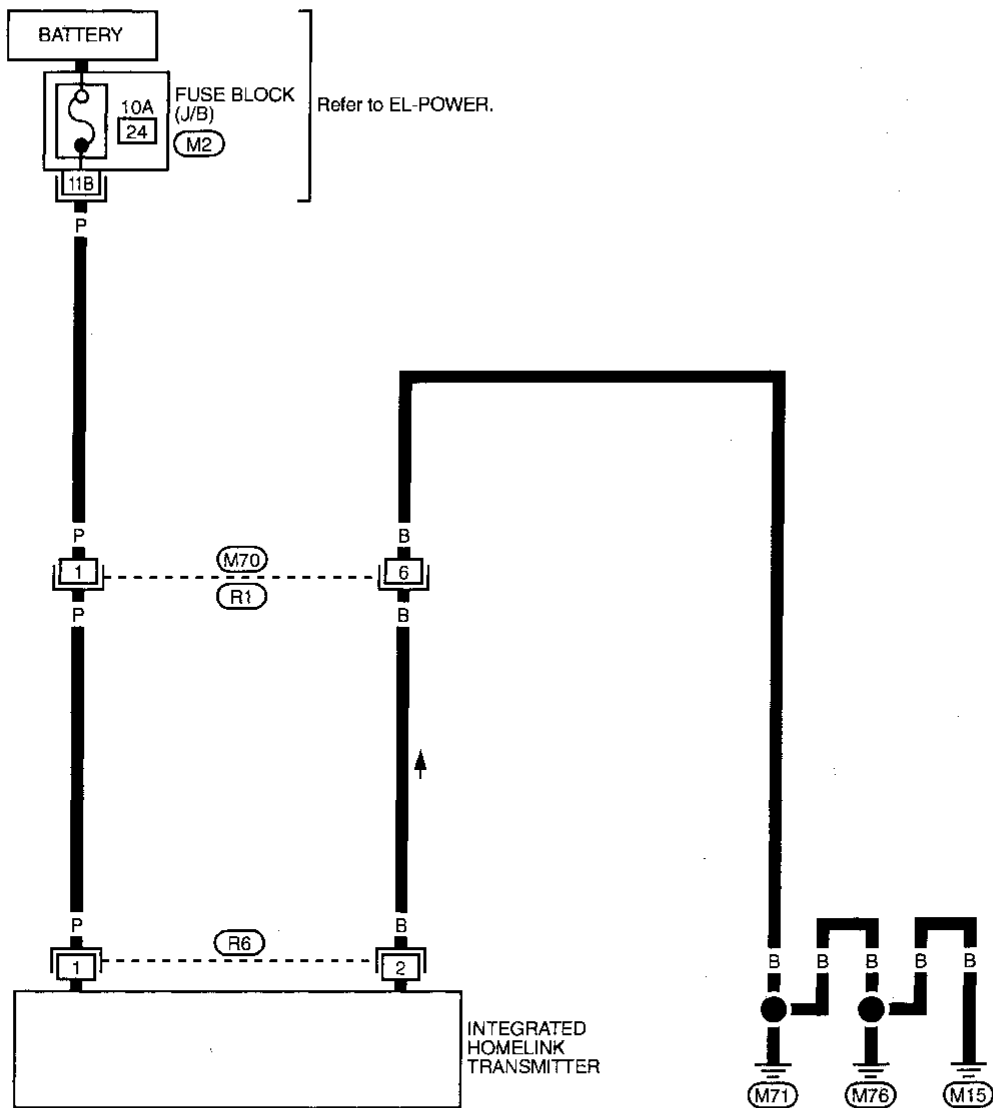 BATTERY
FUSE BLOCK
(J/B)
10A
24
M2
Refer to EL-POWER.
11B
P
P
B
1
M70
6
R1
P
B
P
B
R6
1
2
B
B
B
B
B
INTEGRATED
HOMELINK
TRANSMITTER
M71
M76
M15